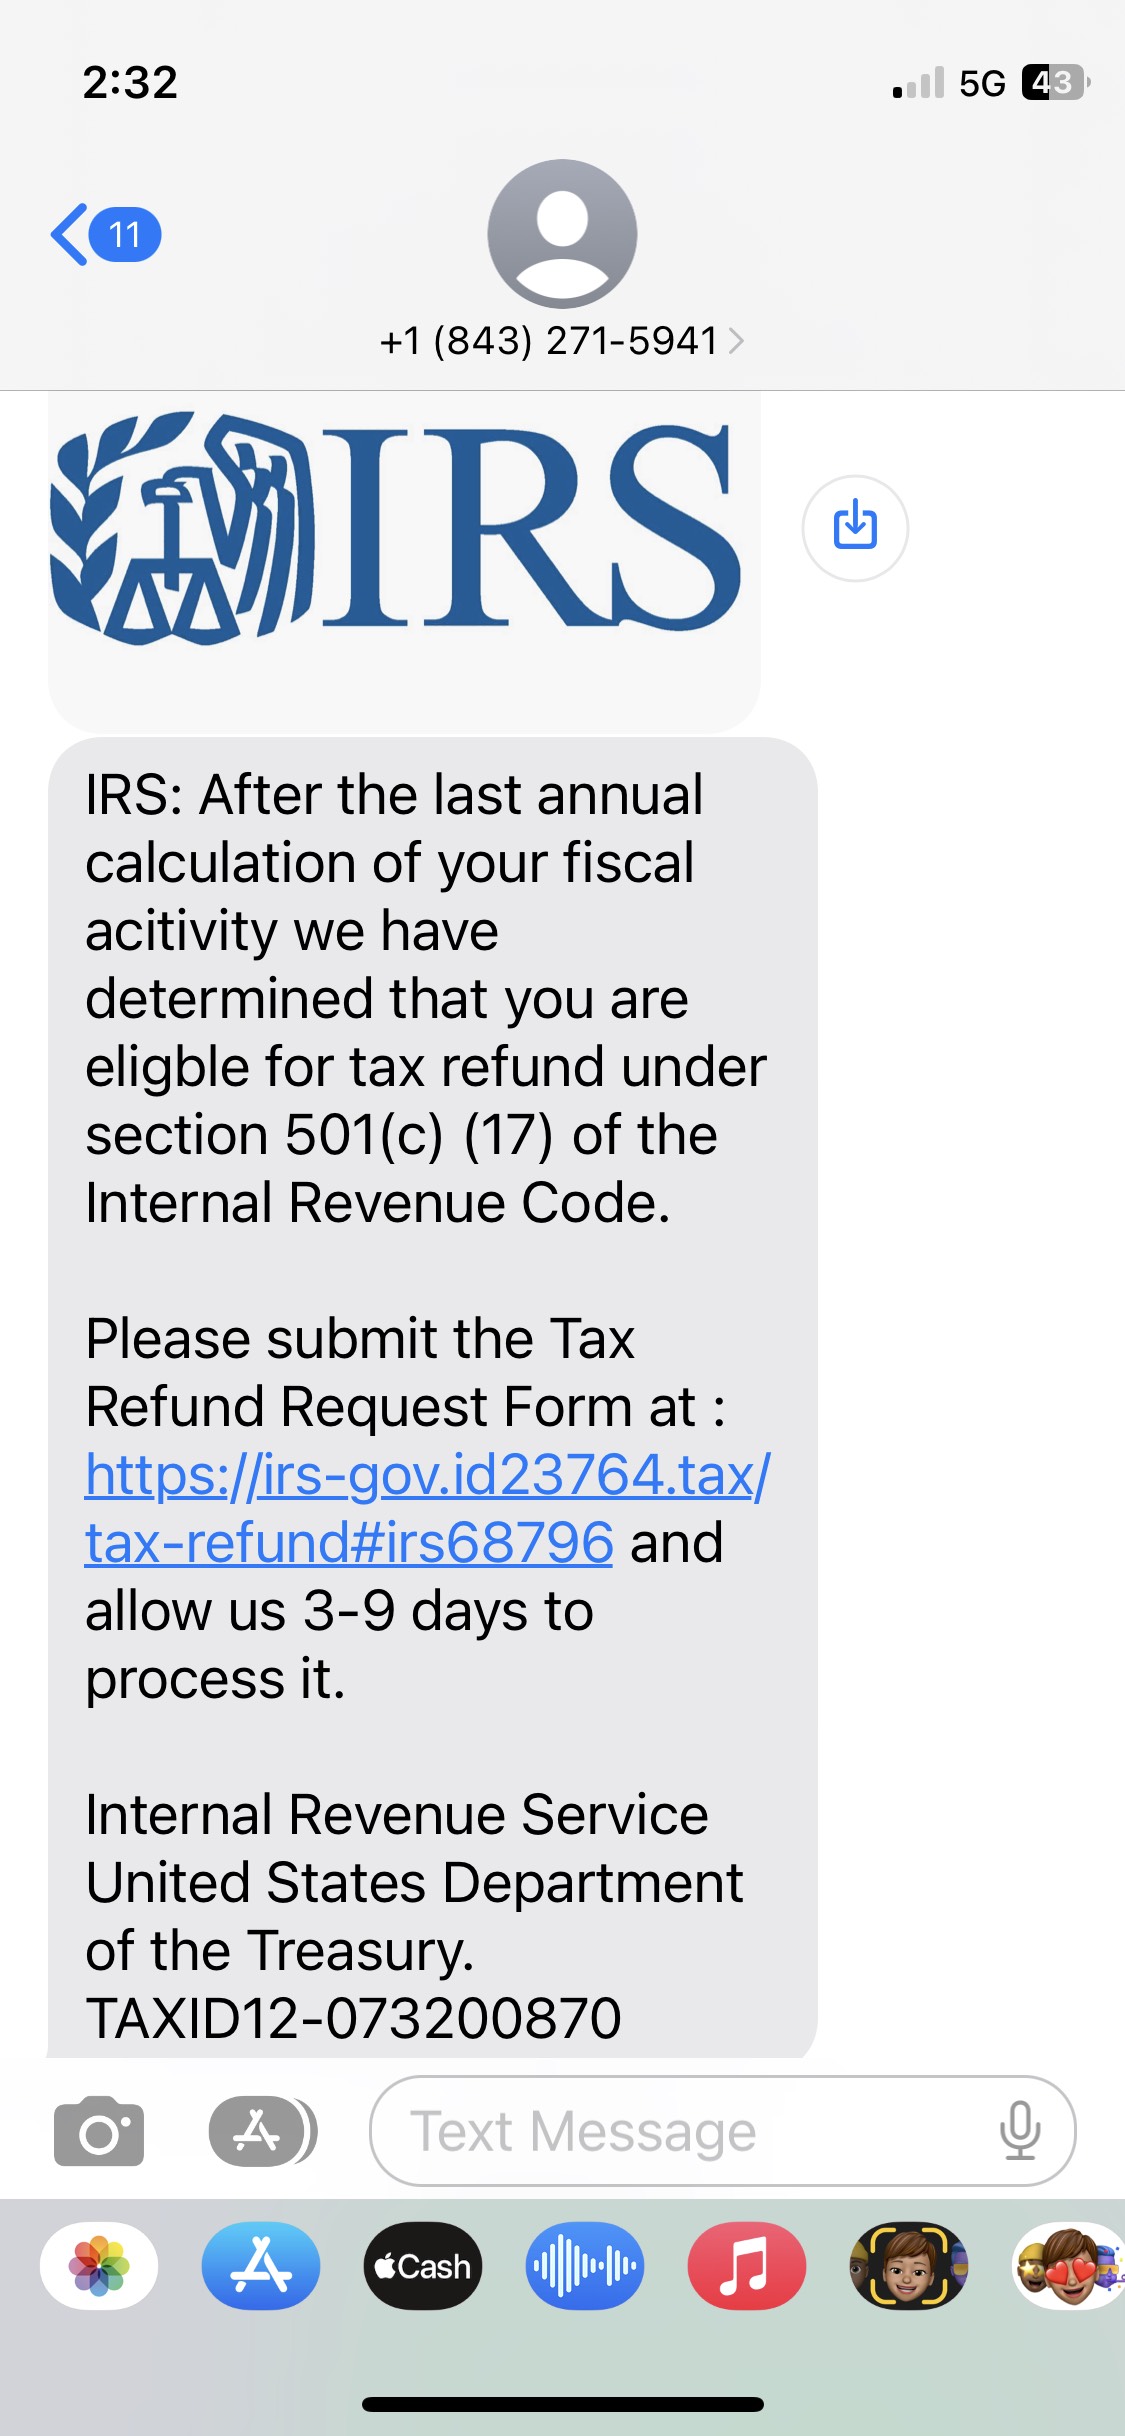 2:32
5G 43
11
+1 (843) 271-5941
IRS
IRS: After the last annual
calculation of your fiscal
acitivity we have
determined that you are
eligble for tax refund under
section 501(c) (17) of the
Internal Revenue Code.
Please submit the Tax
Refund Request Form at :
https://irs-gov.id23764.tax/
tax-refund#irs68796 and
allow us 3-9 days to
process it.
Internal Revenue Service
United States Department
of the Treasury.
TAXID12-073200870
Text Message
Cash